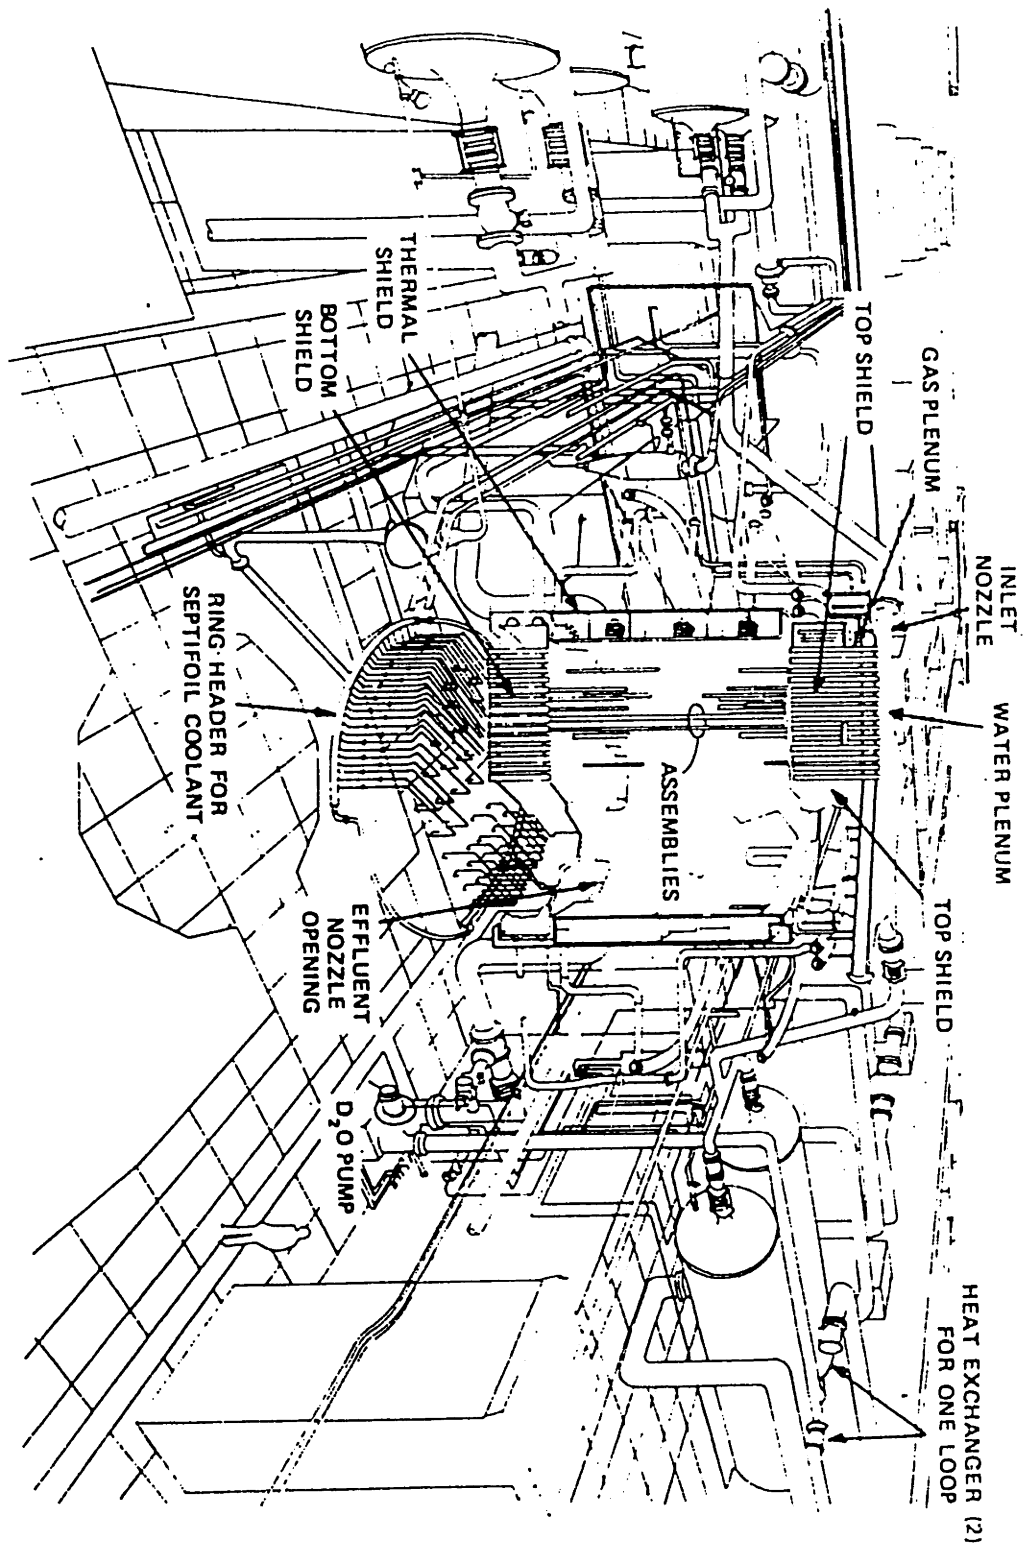 INLET
NOZZLE
WATER PLENUM
HEAT EXCHANGER (2)
FOR ONE LOOP
GAS PLENUM
TOP SHIELD
TOP SHIELD
ASSEMBLIES
THERMAL
SHIELD
BOTTOM
SHIELD
EFFLUENT
NOZZLE
OPENING
D₂O PUMP
RING HEADER FOR
SEPTIFOIL COOLANT